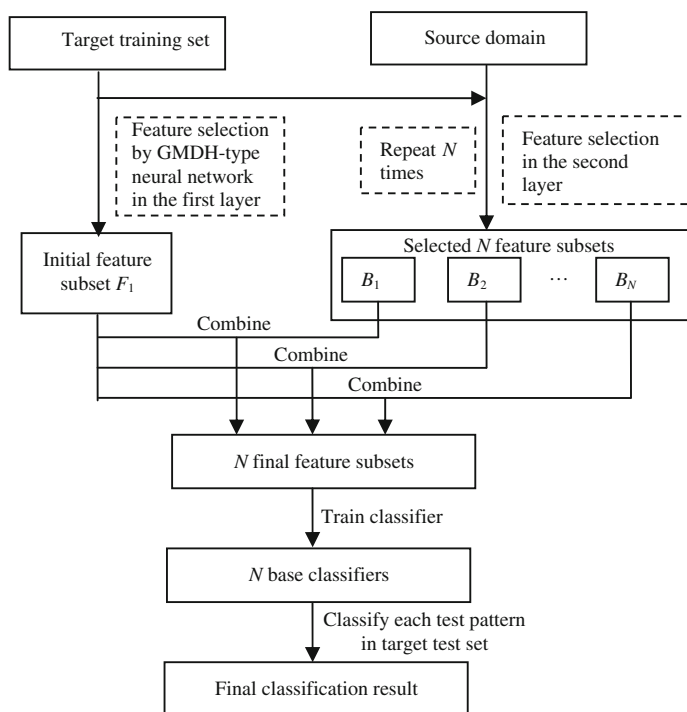 Target training set
Source domain
Feature selection
by GMDH-type
neural network
in the first layer
Repeat N
times
Feature selection
in the second
layer
Initial feature
subset F₁
Selected N feature subsets
B₁
B₂
···
B_N
Combine
Combine
Combine
N final feature subsets
Train classifier
N base classifiers
Classify each test pattern
in target test set
Final classification result